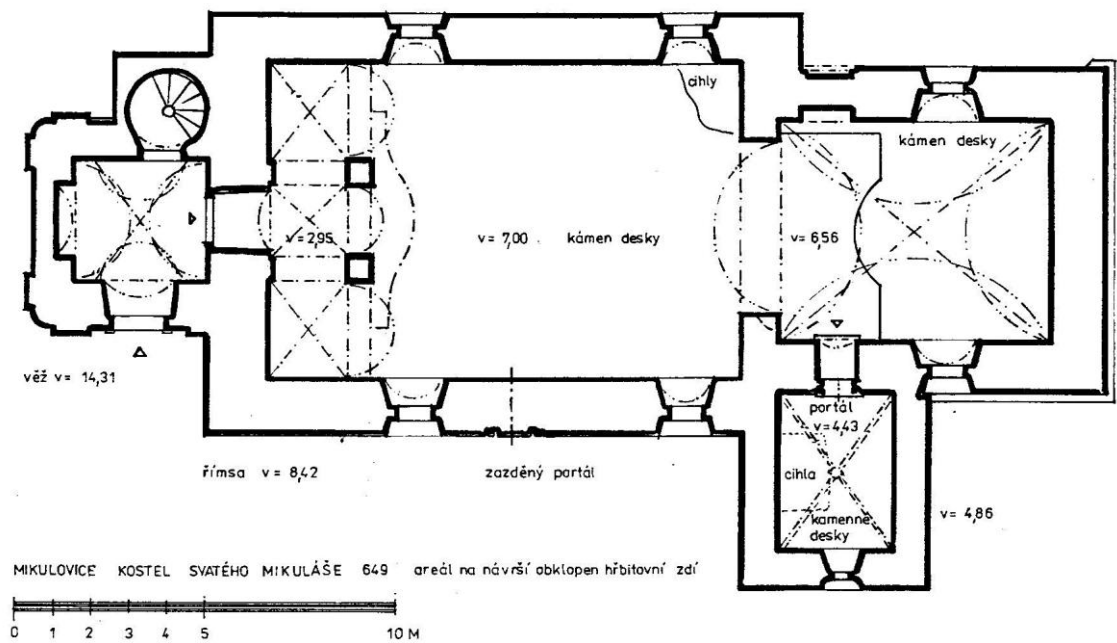 cihly
kámen desky
v=2,95
v= 7,00 kámen desky
v= 6,56
věž v= 14,31
portál
v=4,43
římsa v= 8,42
zazděný portál
cihla
kamenné
desky
v= 4,86
MIKULOVICE KOSTEL SVATÉHO MIKULÁŠE 649 areál na návrší obklopen hřbitovní zdí
0 1 2 3 4 5 10 M